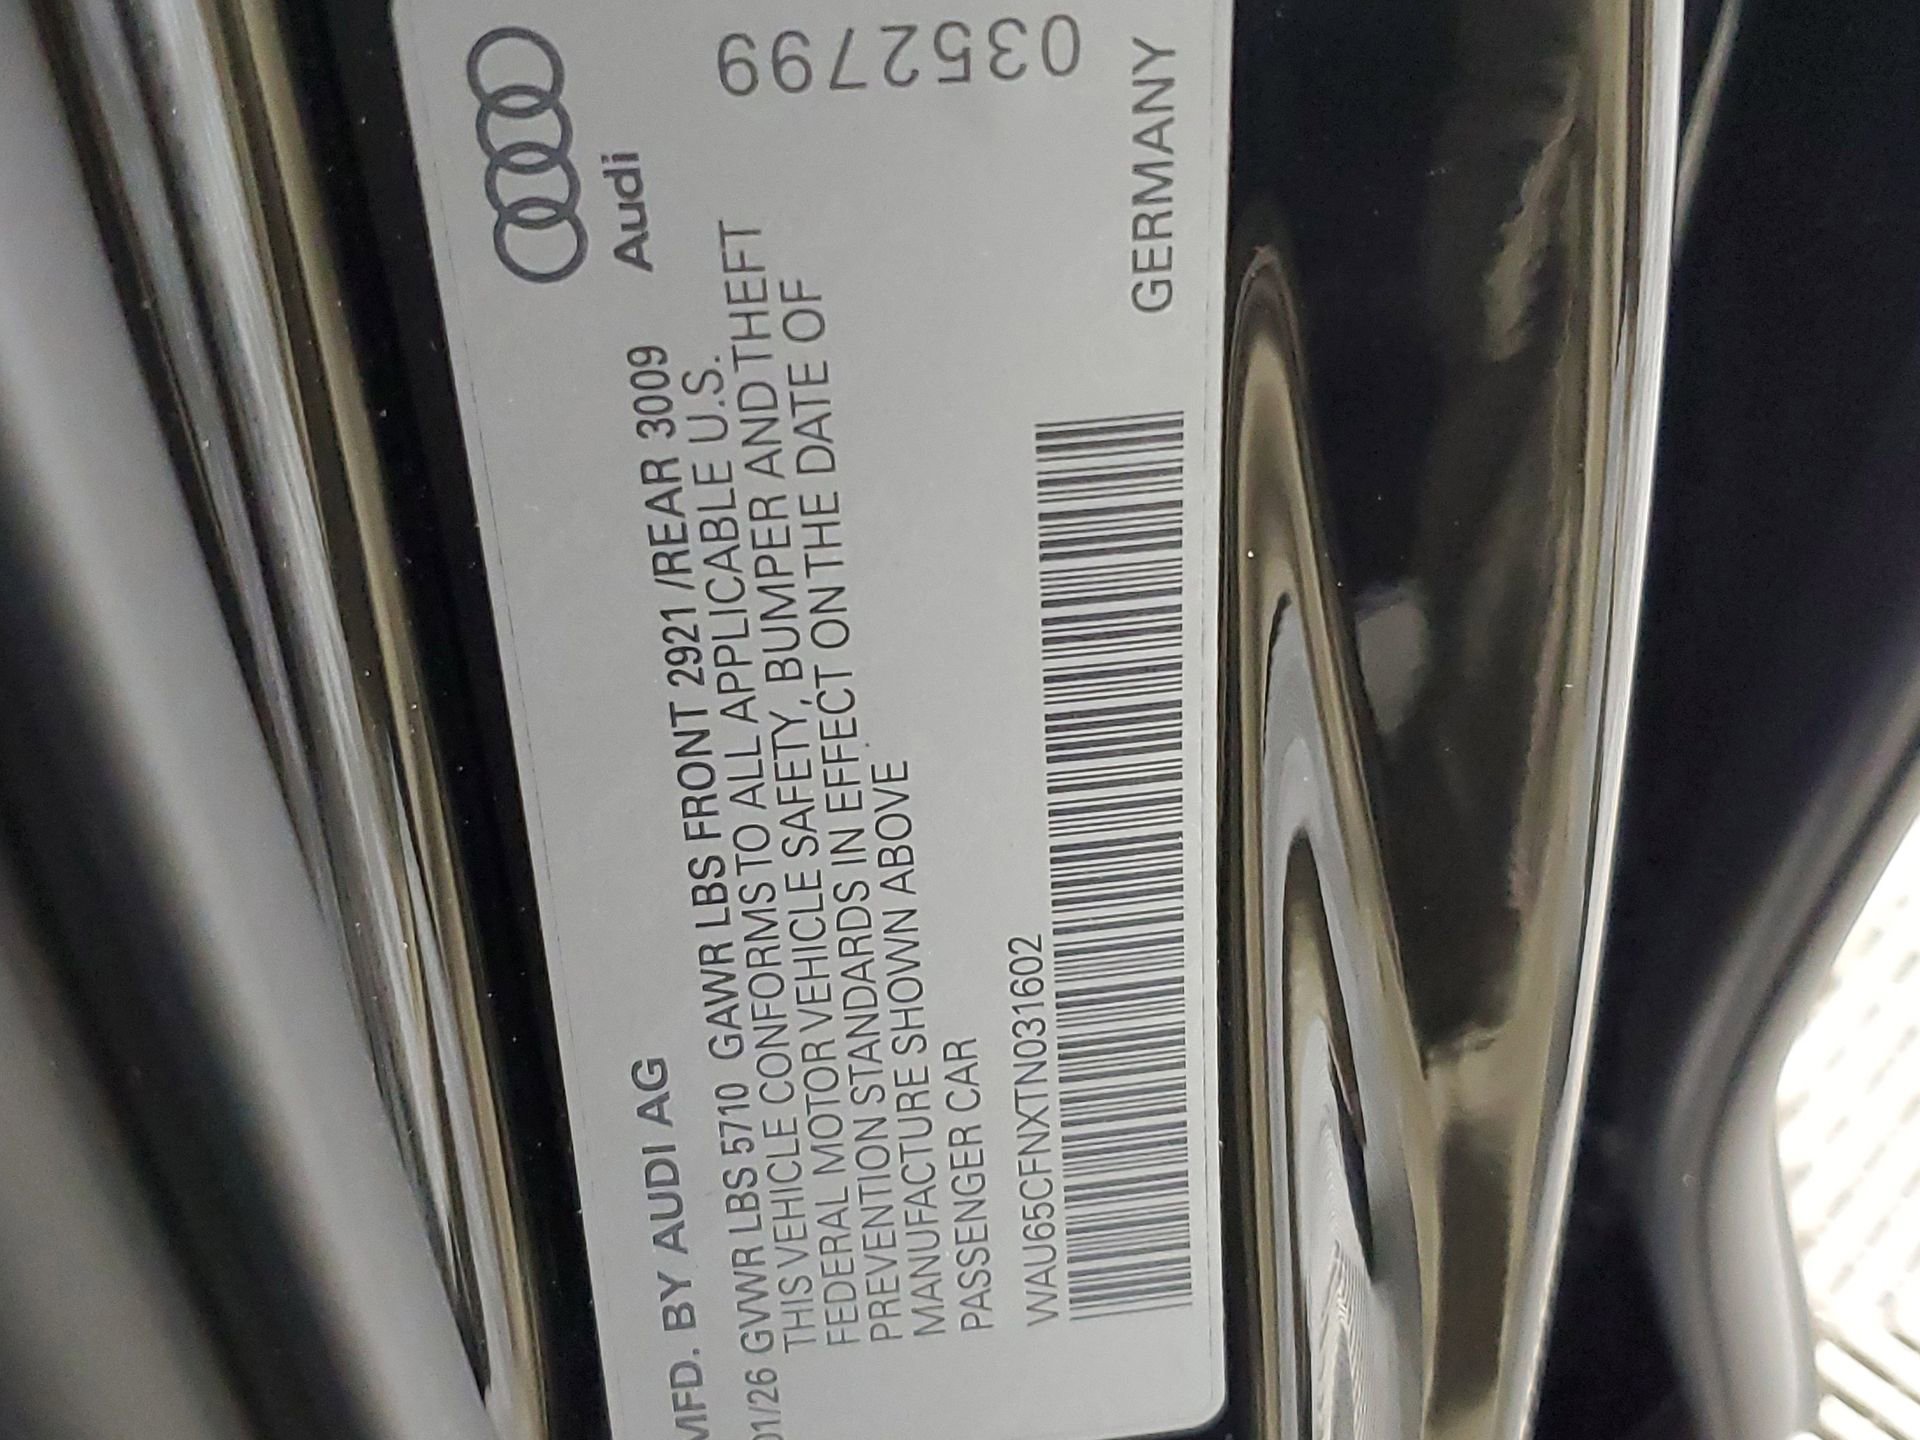 MFD. BY AUDI AG
Audi
01/26 GVWR LBS 5710 GAWR LBS FRONT 2921 /REAR 3009
THIS VEHICLE CONFORMS TO ALL APPLICABLE U.S.
FEDERAL MOTOR VEHICLE SAFETY, BUMPER AND THEFT
PREVENTION STANDARDS IN EFFECT ON THE DATE OF
MANUFACTURE SHOWN ABOVE
PASSENGER CAR
WAU65CFNXTN031602
GERMANY
0352799